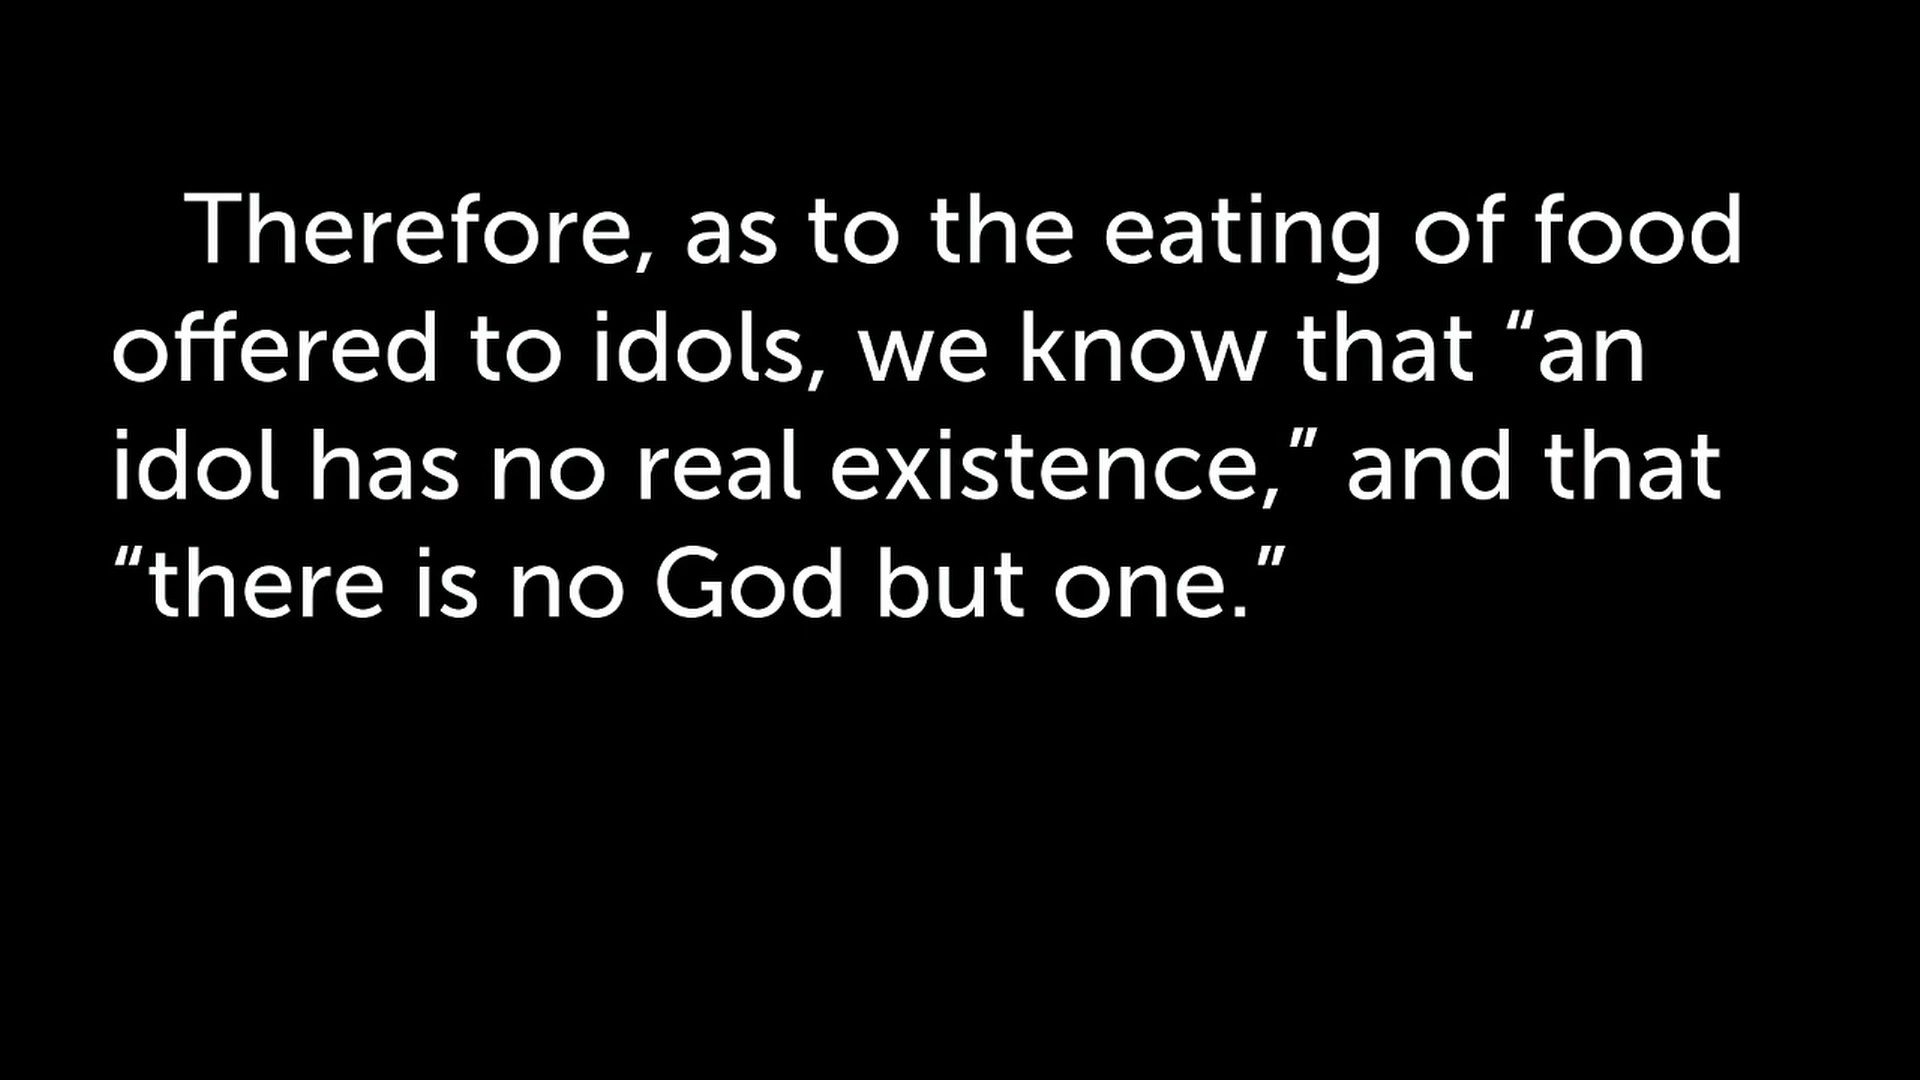 Therefore, as to the eating of food
offered to idols, we know that “an
idol has no real existence,” and that
“there is no God but one.”